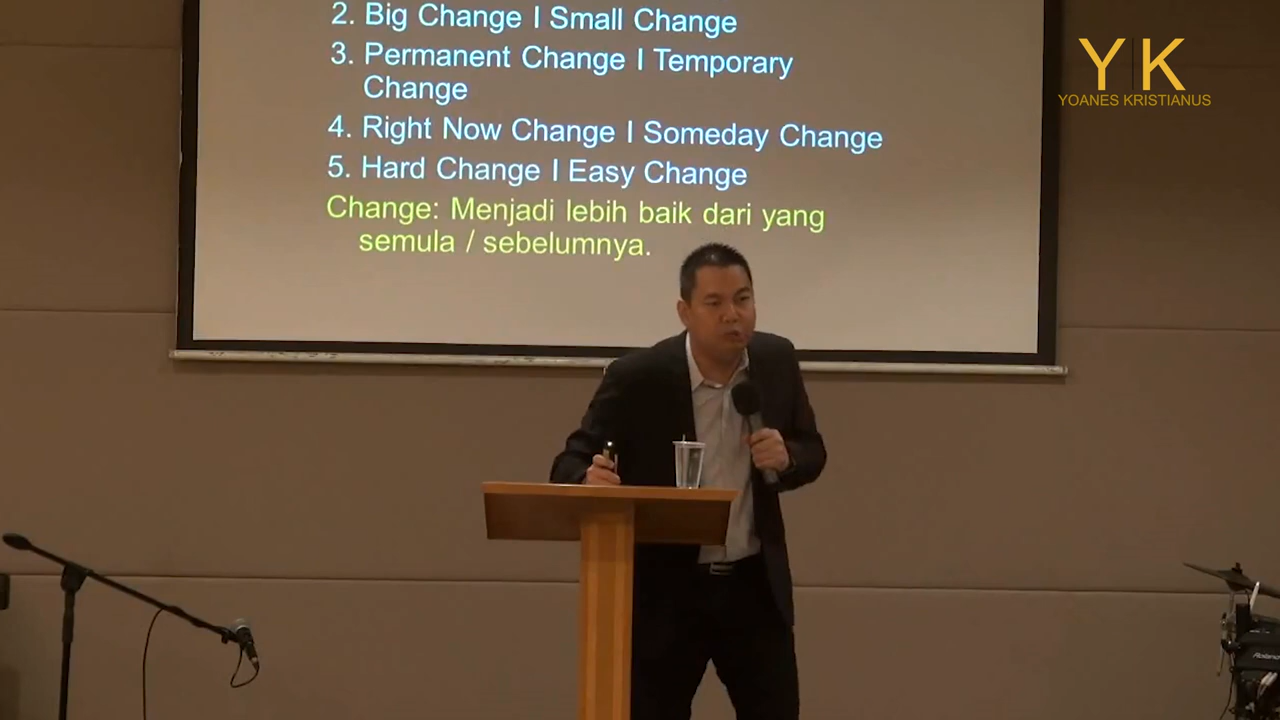 2. Big Change I Small Change
3. Permanent Change I Temporary
Change
4. Right Now Change I Someday Change
5. Hard Change I Easy Change
Change: Menjadi lebih baik dari yang
semula / sebelumnya.
YK
YOANES KRISTIANUS
Roland